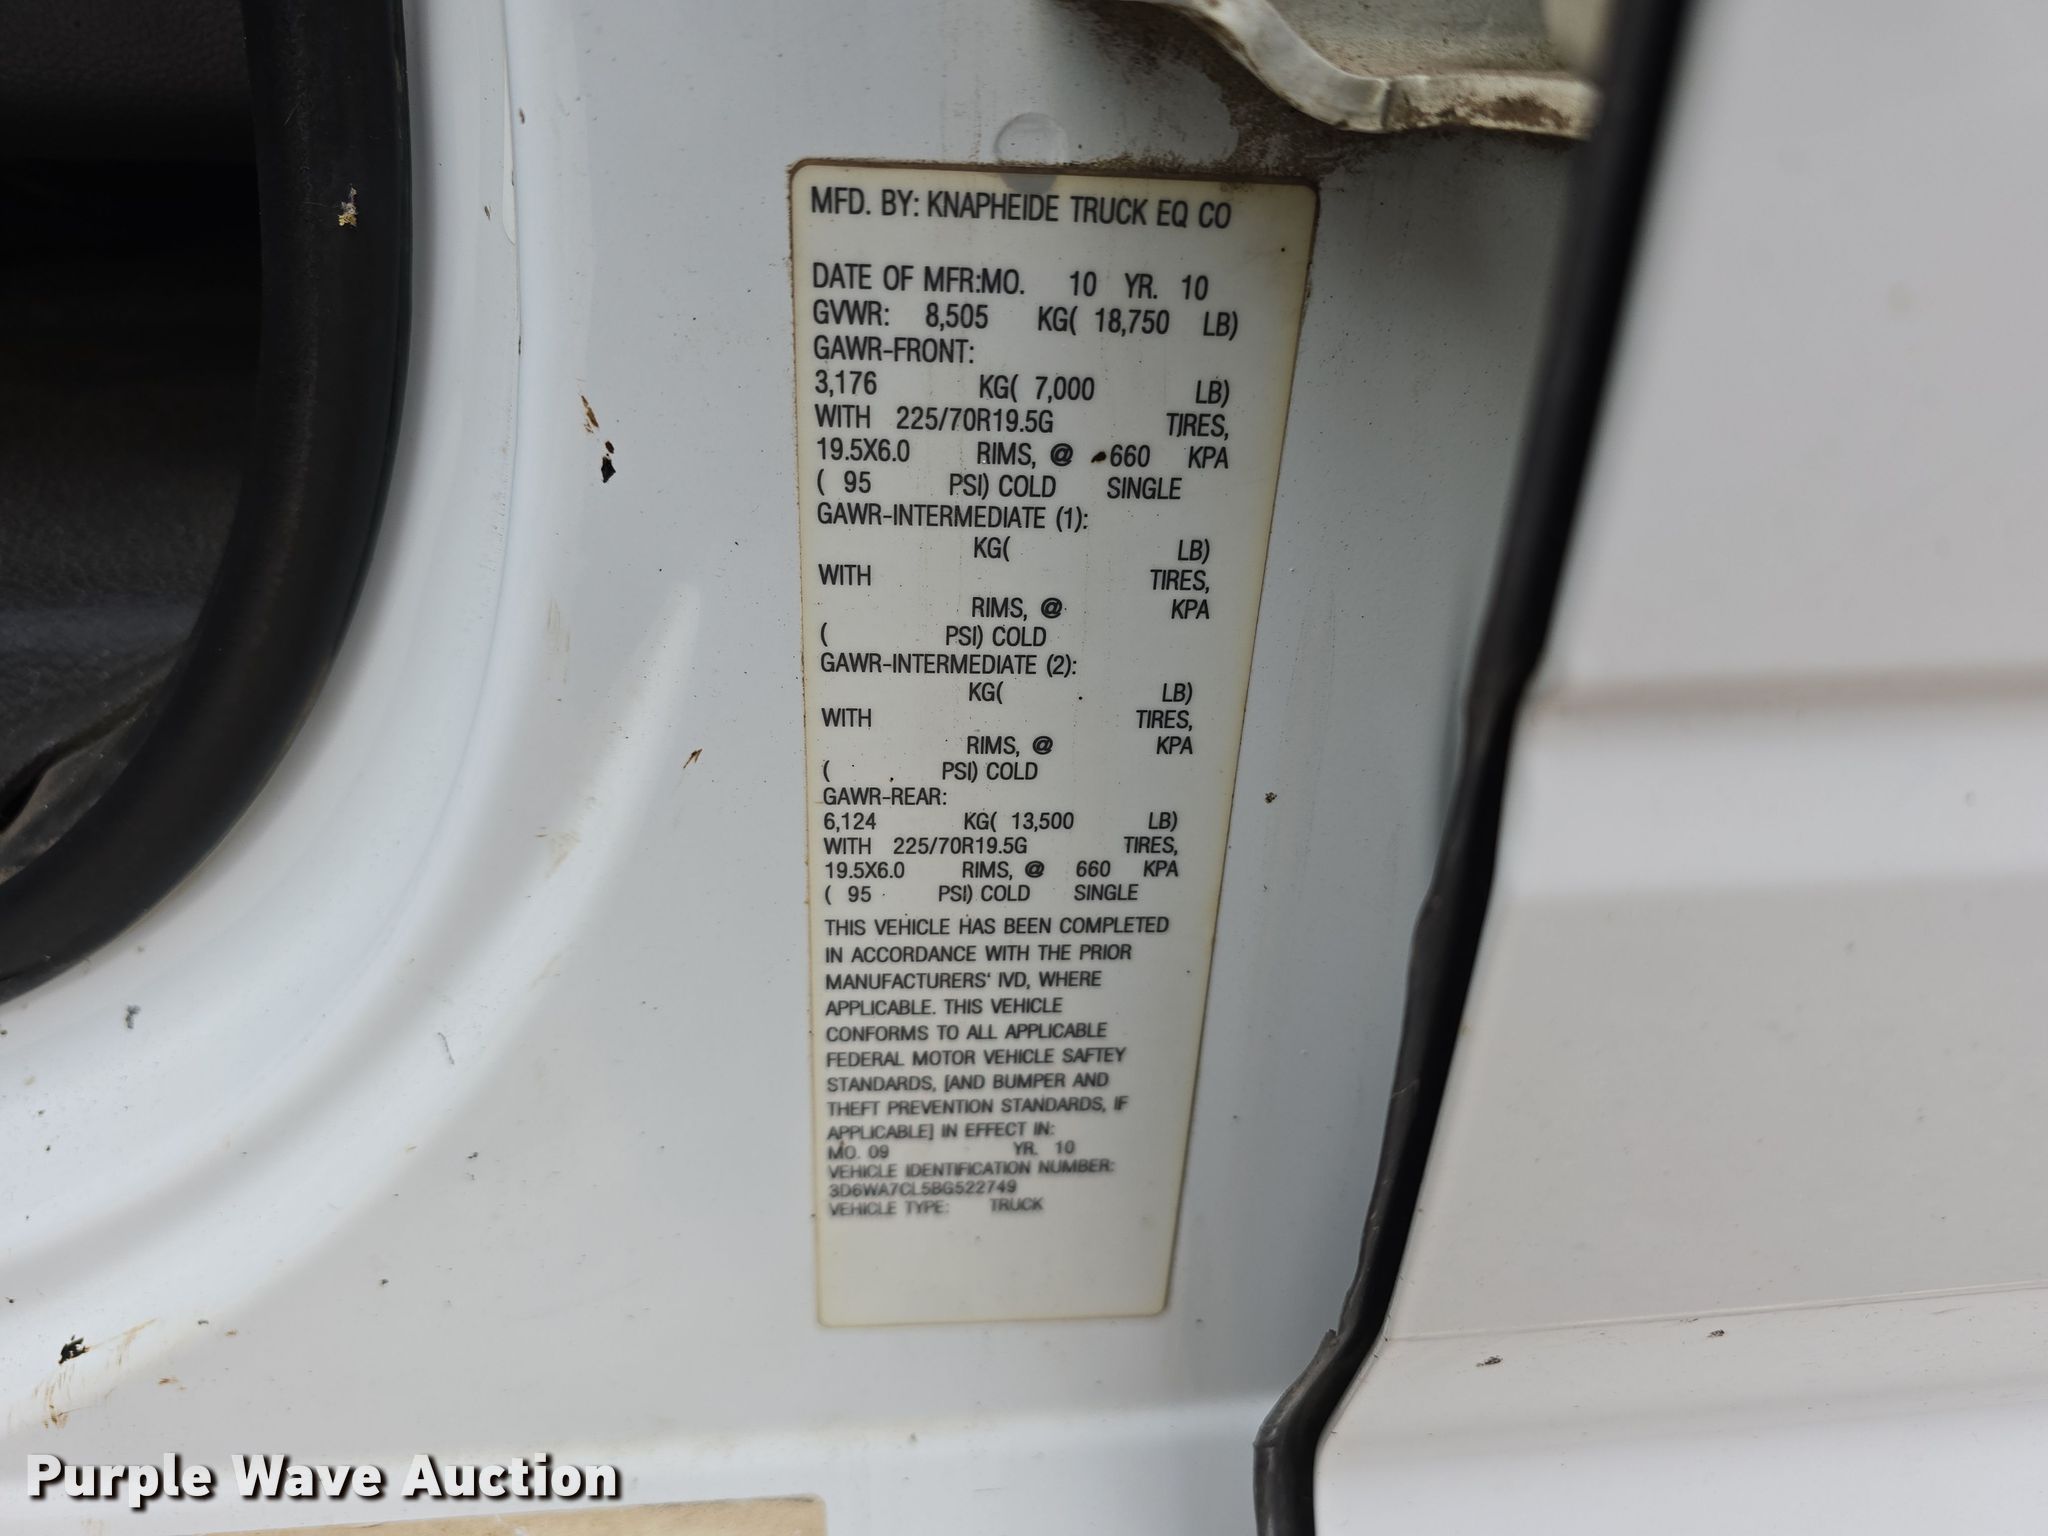 MFD. BY: KNAPHEIDE TRUCK EQ CO
DATE OF MFR:MO. 10 YR. 10
GVWR: 8,505 KG( 18,750 LB)
GAWR-FRONT:
3,176 KG( 7,000 LB)
WITH 225/70R19.5G TIRES,
19.5X6.0 RIMS, @ 660 KPA
( 95 PSI) COLD SINGLE
GAWR-INTERMEDIATE (1):
KG( LB)
WITH TIRES,
RIMS, @ KPA
( PSI) COLD
GAWR-INTERMEDIATE (2):
KG( LB)
WITH TIRES,
RIMS, @ KPA
( PSI) COLD
GAWR-REAR:
6,124 KG( 13,500 LB)
WITH 225/70R19.5G TIRES,
19.5X6.0 RIMS, @ 660 KPA
( 95 PSI) COLD SINGLE
THIS VEHICLE HAS BEEN COMPLETED
IN ACCORDANCE WITH THE PRIOR
MANUFACTURERS' IVD, WHERE
APPLICABLE. THIS VEHICLE
CONFORMS TO ALL APPLICABLE
FEDERAL MOTOR VEHICLE SAFTEY
STANDARDS, [AND BUMPER AND
THEFT PREVENTION STANDARDS, IF
APPLICABLE] IN EFFECT IN:
MO. 09 YR. 10
VEHICLE IDENTIFICATION NUMBER:
3D6WA7CL5BG522749
VEHICLE TYPE: TRUCK
Purple Wave Auction